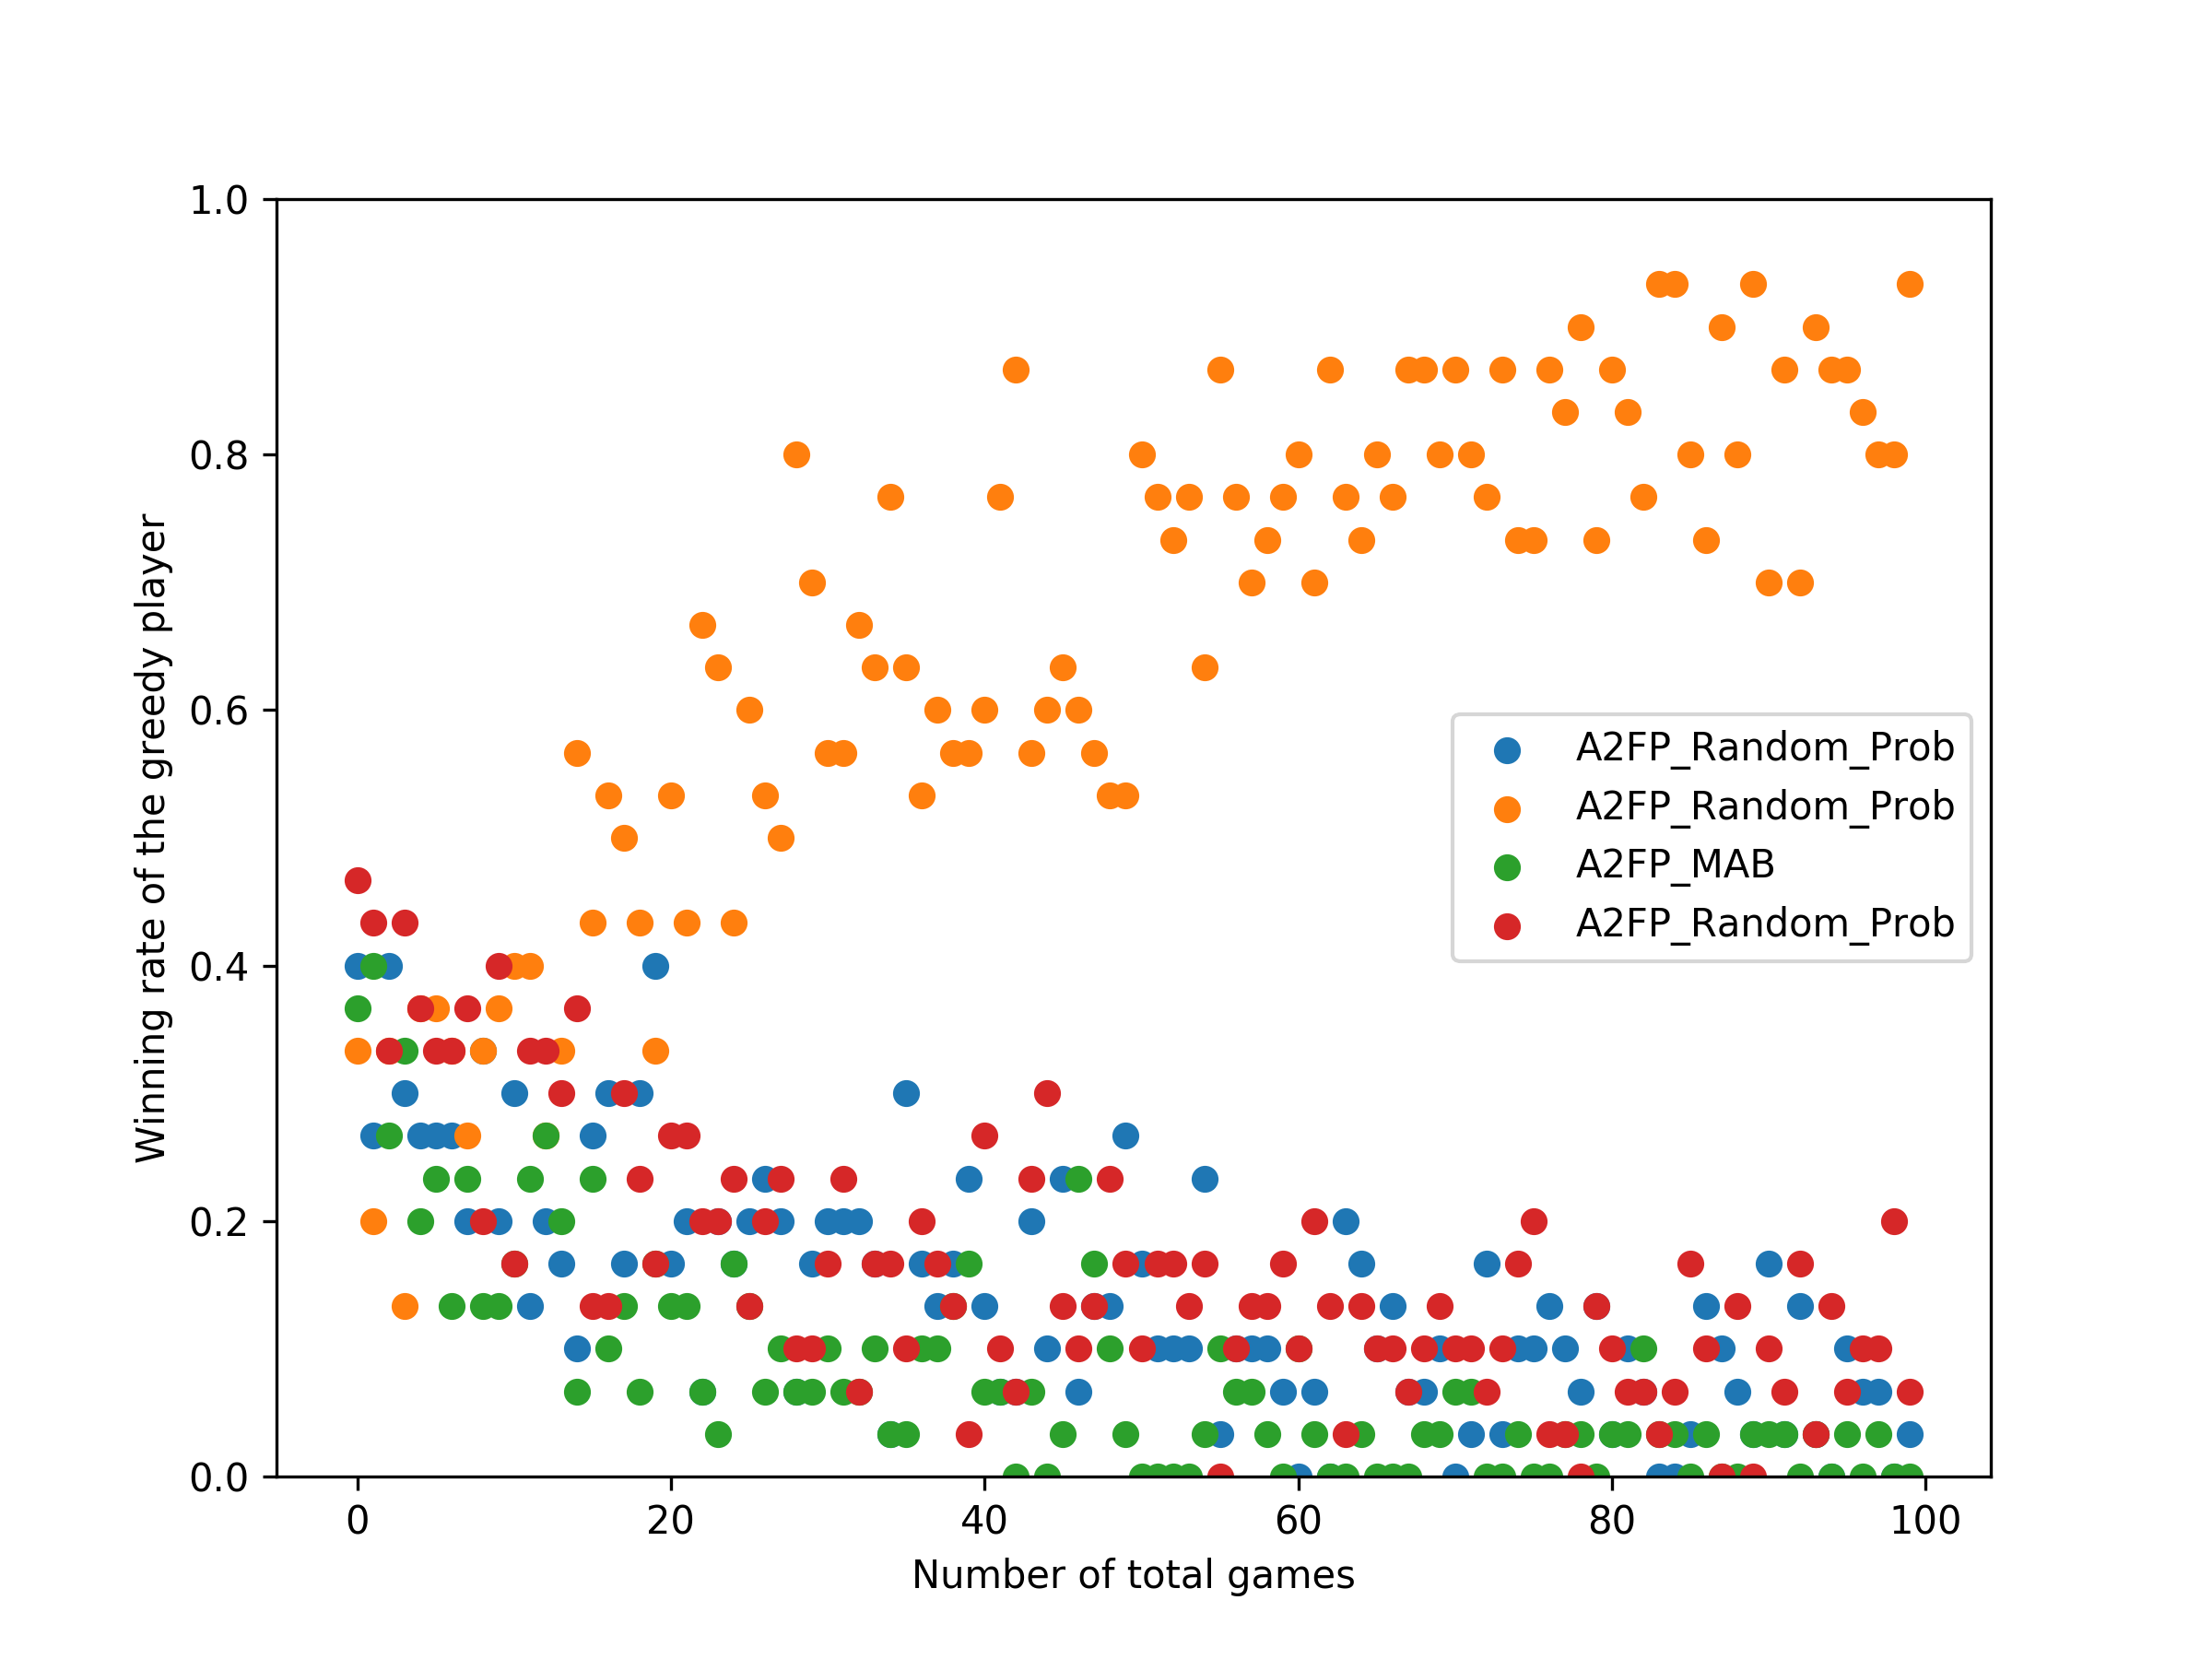 1.0
0.8
0.6
0.4
0.2
0.0
Winning rate of the greedy player
A2FP_Random_Prob
A2FP_Random_Prob
A2FP_MAB
A2FP_Random_Prob
0 20 40 60 80 100
Number of total games